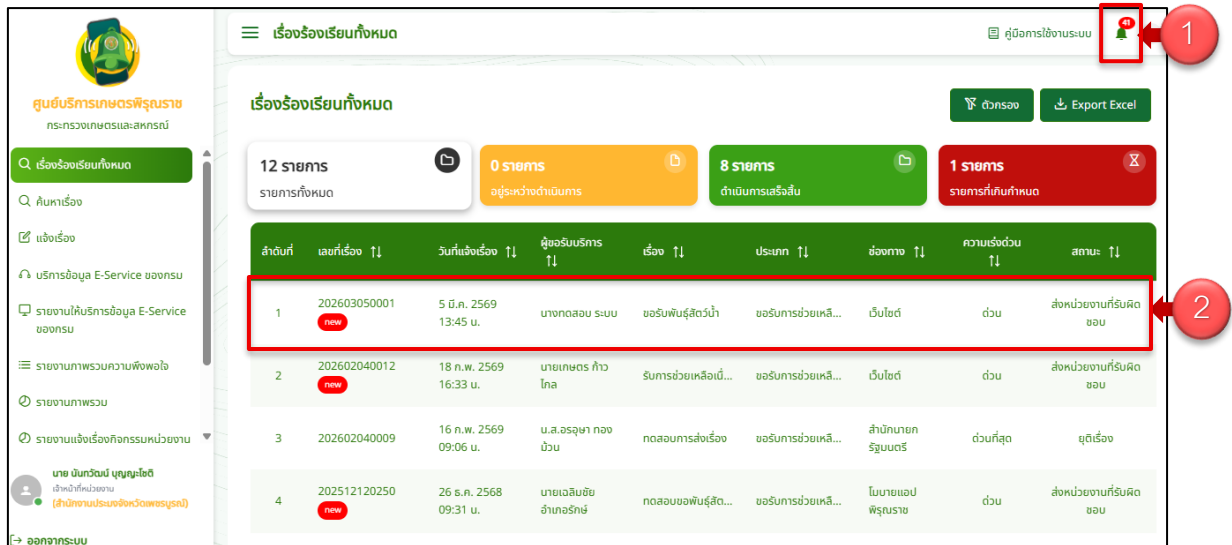 เรื่องร้องเรียนทั้งหมด
คู่มือการใช้งานระบบ
41
1
ศูนย์บริการเกษตรพิรุณราช
กระทรวงเกษตรและสหกรณ์
เรื่องร้องเรียนทั้งหมด
ค้นหาเรื่อง
แจ้งเรื่อง
บริการข้อมูล E-Service ของกรม
รายงานให้บริการข้อมูล E-Service
ของกรม
รายงานภาพรวมความพึงพอใจ
รายงานภาพรวม
รายงานแจ้งเรื่องกิจกรรมหน่วยงาน
นาย นันทวัฒน์ บุญญะโชติ
เจ้าหน้าที่หน่วยงาน
(สำนักงานประมงจังหวัดเพชรบูรณ์)
ออกจากระบบ
เรื่องร้องเรียนทั้งหมด
ตัวกรอง
Export Excel
12 รายการ
รายการทั้งหมด
0 รายการ
อยู่ระหว่างดำเนินการ
8 รายการ
ดำเนินการเสร็จสิ้น
1 รายการ
รายการที่เกินกำหนด
ลำดับที่ เลขที่เรื่อง ↑↓ วันที่แจ้งเรื่อง ↑↓ ผู้ขอรับบริการ ↑↓ เรื่อง ↑↓ ประเภท ↑↓ ช่องทาง ↑↓ ความเร่งด่วน ↑↓ สถานะ ↑↓
1 202603050001 new 5 มี.ค. 2569 13:45 น. นางทดสอบ ระบบ ขอรับพันธุ์สัตว์น้ำ ขอรับการช่วยเหลื... เว็บไซต์ ด่วน ส่งหน่วยงานที่รับผิดชอบ
2
2 202602040012 new 18 ก.พ. 2569 16:33 น. นายเกษตร ก้าวไกล รับการช่วยเหลือเนื่... ขอรับการช่วยเหลื... เว็บไซต์ ด่วน ส่งหน่วยงานที่รับผิดชอบ
3 202602040009 16 ก.พ. 2569 09:06 น. น.ส.อรอุษา ทองม้วน ทดสอบการส่งเรื่อง ขอรับการช่วยเหลื... สำนักนายกรัฐมนตรี ด่วนที่สุด ยุติเรื่อง
4 202512120250 new 26 ธ.ค. 2568 09:31 น. นายเฉลิมชัย อำเภอรักษ์ ทดสอบขอพันธุ์สัต... ขอรับการช่วยเหลื... โมบายแอปพิรุณราช ด่วน ส่งหน่วยงานที่รับผิดชอบ